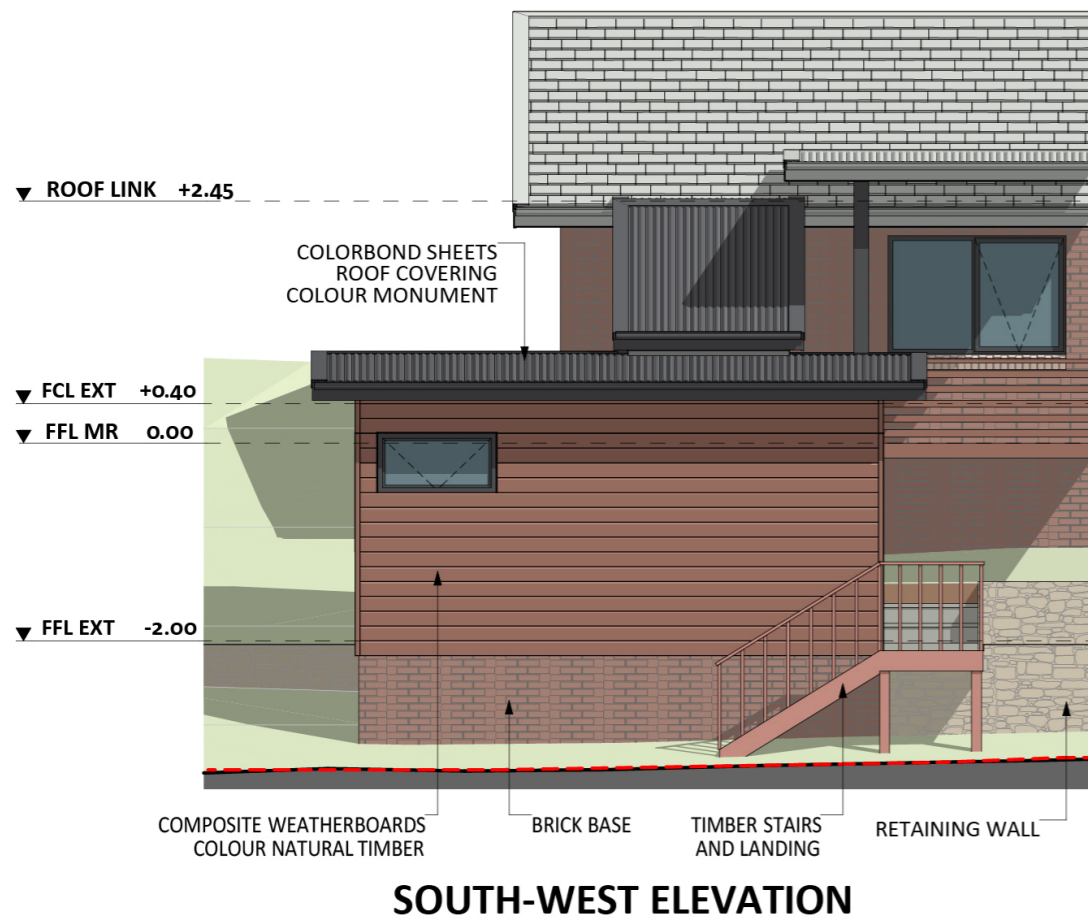 ROOF LINK +2.45
COLORBOND SHEETS
ROOF COVERING
COLOUR MONUMENT
FCL EXT +0.40
FFL MR 0.00
FFL EXT -2.00
COMPOSITE WEATHERBOARDS
COLOUR NATURAL TIMBER
BRICK BASE
TIMBER STAIRS
AND LANDING
RETAINING WALL
SOUTH-WEST ELEVATION